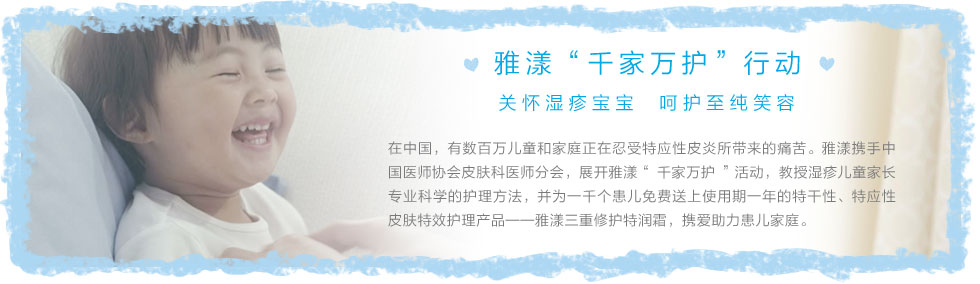 雅漾“千家万护”行动
关怀湿疹宝宝 呵护至纯笑容
在中国，有数百万儿童和家庭正在忍受特应性皮炎所带来的痛苦。雅漾携手中
国医师协会皮肤科医师分会，展开雅漾“ 千家万护 ”活动，教授湿疹儿童家长
专业科学的护理方法，并为一千个患儿免费送上使用期一年的特干性、特应性
皮肤特效护理产品——雅漾三重修护特润霜，携爱助力患儿家庭。